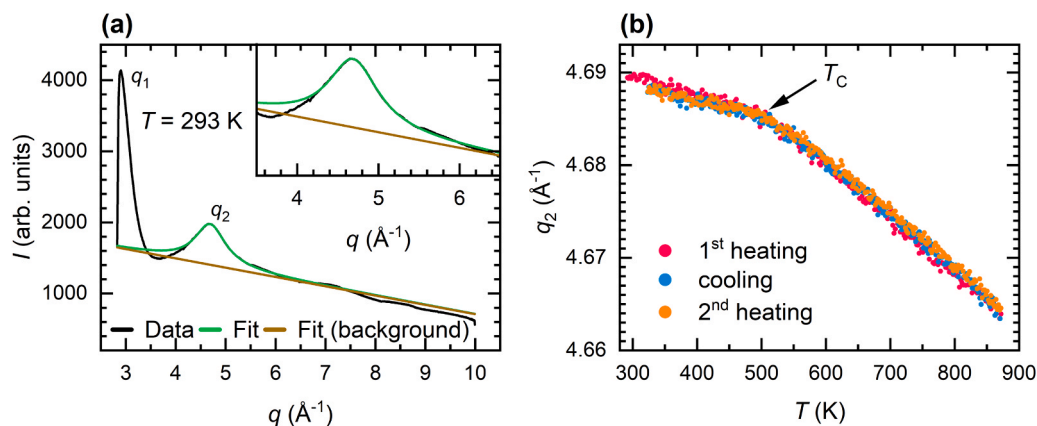 (a)
4000
3000
2000
1000
I (arb. units)
q₁
T = 293 K
q₂
4 5 6
q (Å⁻¹)
Data Fit Fit (background)
3 4 5 6 7 8 9 10
q (Å⁻¹)
(b)
4.69
4.68
4.67
4.66
q₂ (Å⁻¹)
T_C
1ˢᵗ heating
cooling
2ⁿᵈ heating
300 400 500 600 700 800 900
T (K)